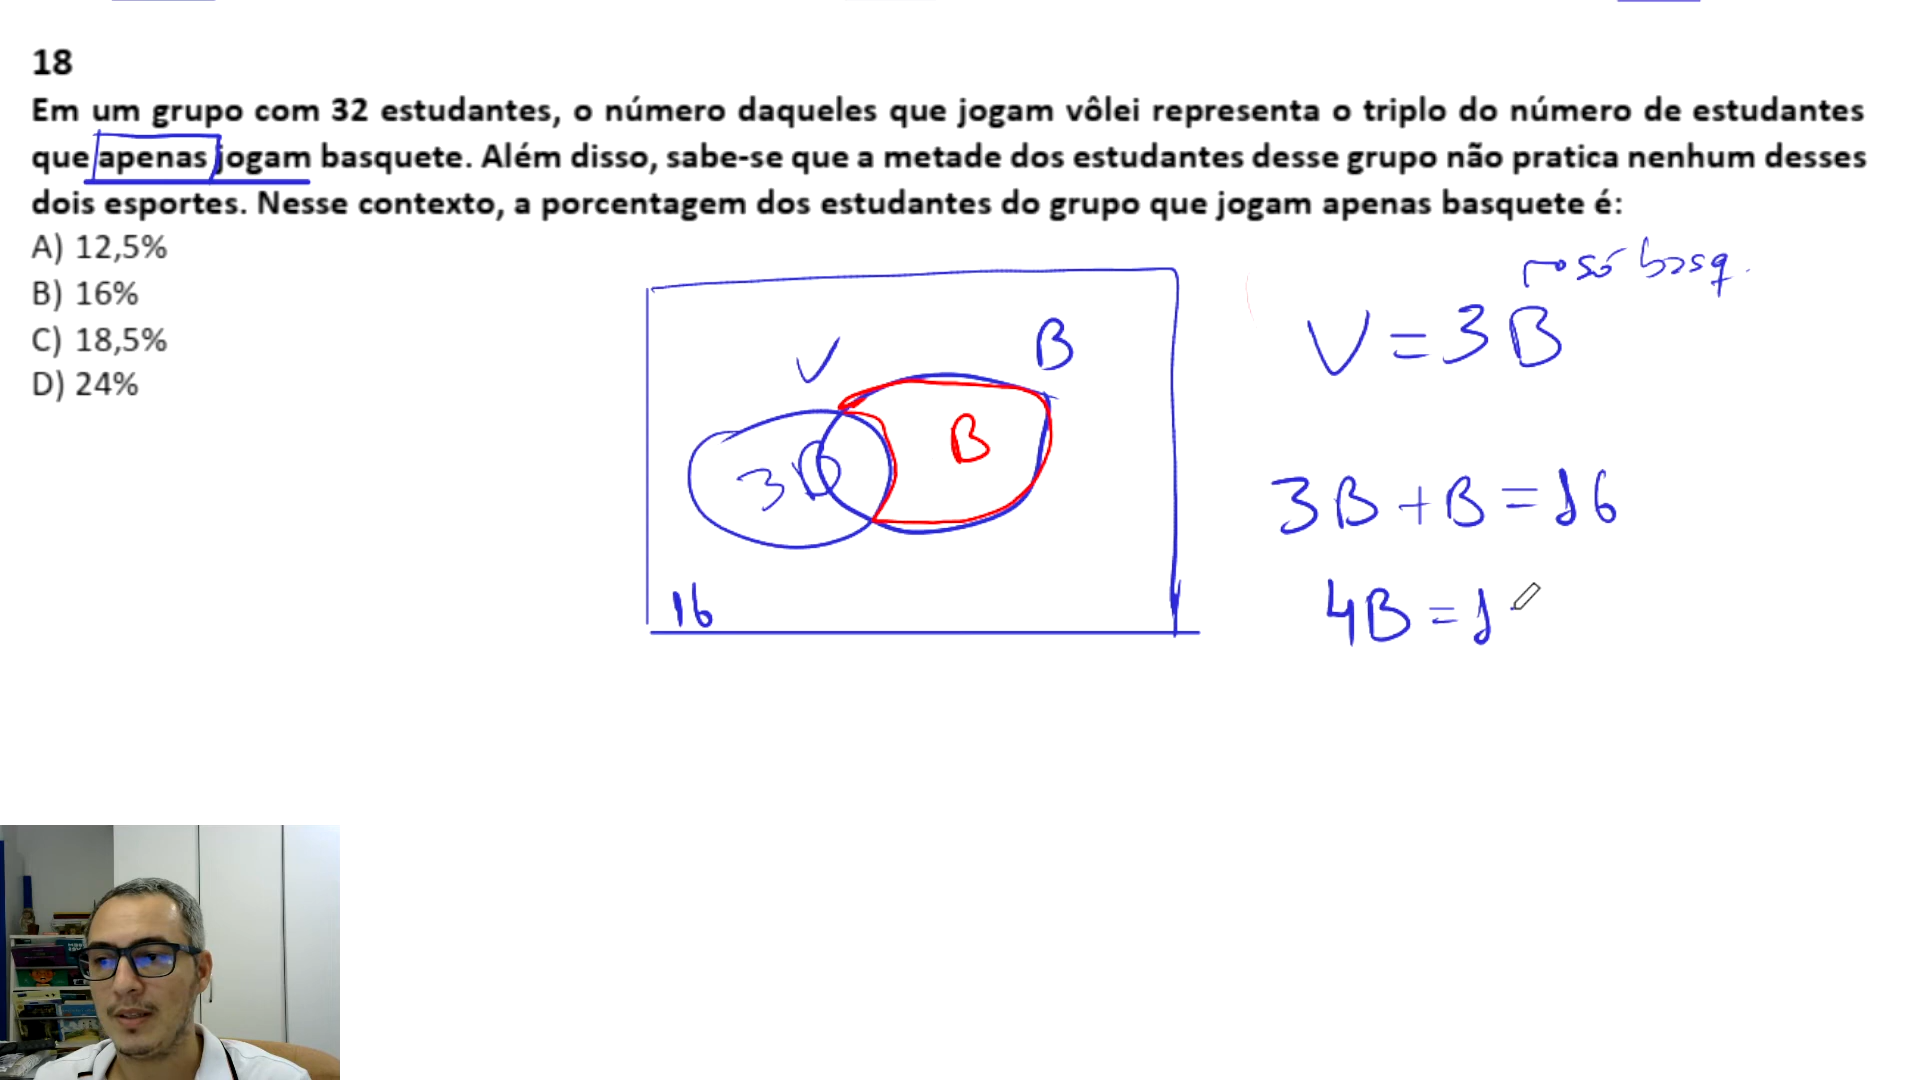 18
Em um grupo com 32 estudantes, o número daqueles que jogam vôlei representa o triplo do número de estudantes
que apenas jogam basquete. Além disso, sabe-se que a metade dos estudantes desse grupo não pratica nenhum desses
dois esportes. Nesse contexto, a porcentagem dos estudantes do grupo que jogam apenas basquete é:
A) 12,5%
B) 16%
C) 18,5%
D) 24%
só basq.
V = 3B
V B
3B B
3B + B = 16
4B = 1
16